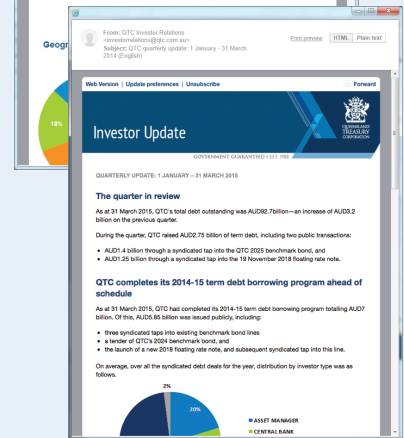 Geogr
18%
From: QTC Investor Relations
<investorrelations@qtc.com.au>
Subject: QTC quarterly update: 1 January - 31 March
2014 (English)
Print preview
HTML
Plain text
Web Version | Update preferences | Unsubscribe
Forward
Investor Update
QUEENSLAND
TREASURY
CORPORATION
GOVERNMENT GUARANTEED / EST. 1988
QUARTERLY UPDATE: 1 JANUARY – 31 MARCH 2015
The quarter in review
As at 31 March 2015, QTC's total debt outstanding was AUD92.7billion—an increase of AUD3.2
billion on the previous quarter.
During the quarter, QTC raised AUD2.75 billion of term debt, including two public transactions:
• AUD1.4 billion through a syndicated tap into the QTC 2025 benchmark bond, and
• AUD1.25 billion through a syndicated tap into the 19 November 2018 floating rate note.
QTC completes its 2014-15 term debt borrowing program ahead of
schedule
As at 31 March 2015, QTC had completed its 2014-15 term debt borrowing program totalling AUD7
billion. Of this, AUD5.85 billion was issued publicly, including:
• three syndicated taps into existing benchmark bond lines
• a tender of QTC's 2024 benchmark bond, and
• the launch of a new 2018 floating rate note, and subsequent syndicated tap into this line.
On average, over all the syndicated debt deals for the year, distribution by investor type was as
follows.
2%
20%
ASSET MANAGER
CENTRAL BANK